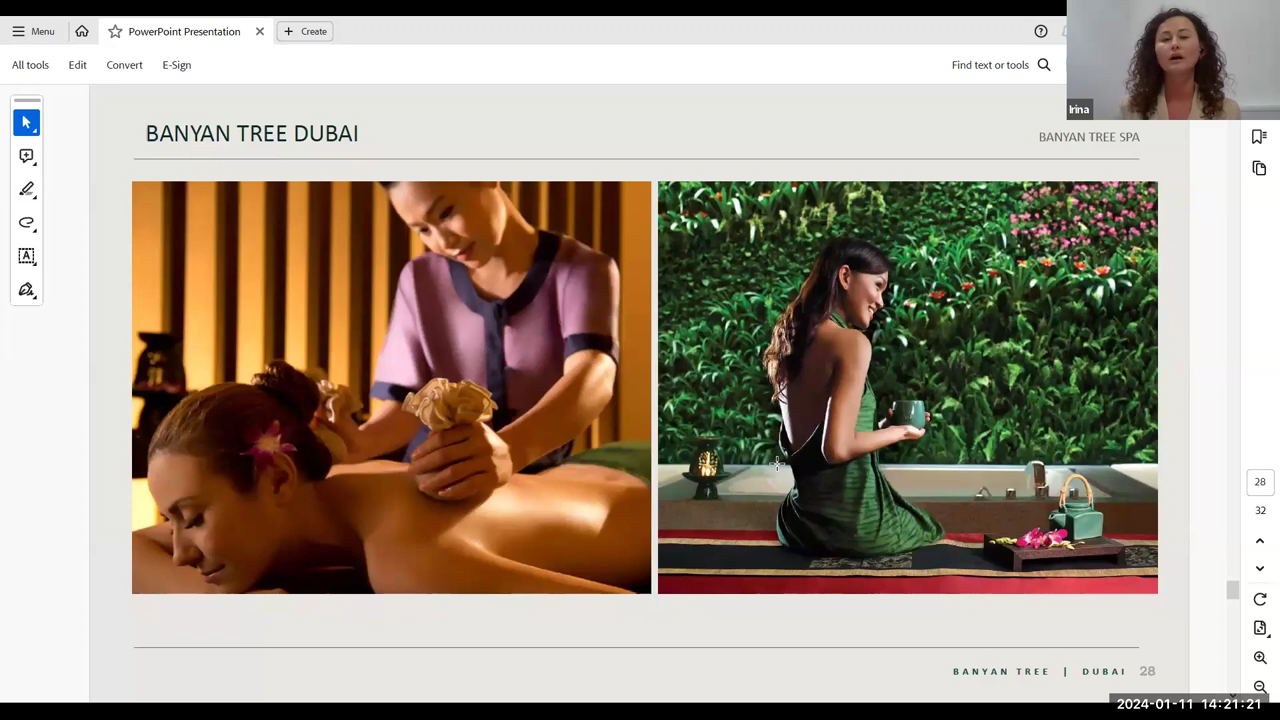 Menu
PowerPoint Presentation
Create
All tools
Edit
Convert
E-Sign
Find text or tools
Irina
BANYAN TREE DUBAI
BANYAN TREE SPA
28
32
BANYAN TREE | DUBAI 28
2024-01-11 14:21:21